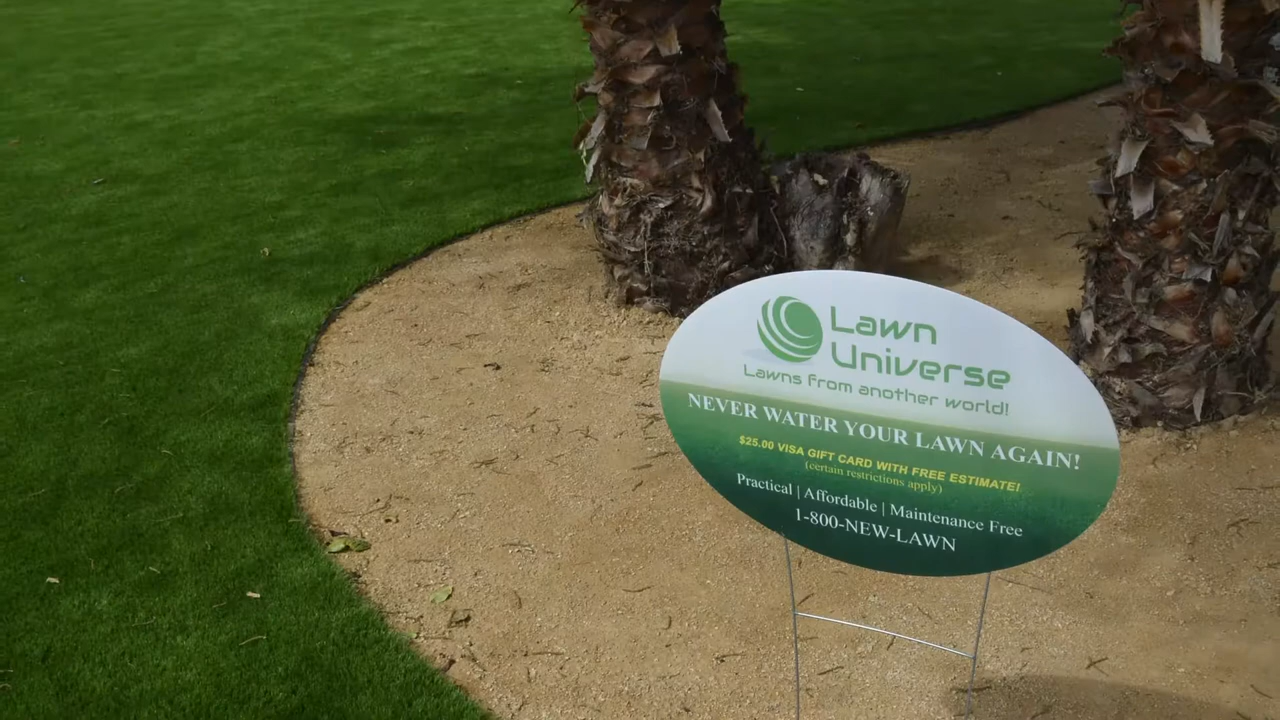 Lawn
Universe
Lawns from another world!
NEVER WATER YOUR LAWN AGAIN!
$25.00 VISA GIFT CARD WITH FREE ESTIMATE!
(certain restrictions apply)
Practical | Affordable | Maintenance Free
1-800-NEW-LAWN